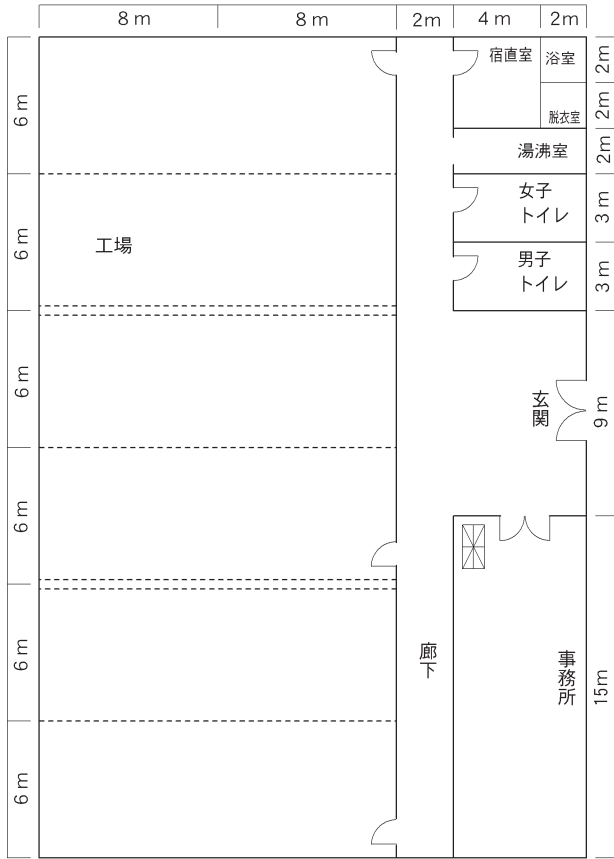 8 m
8 m
2m
4 m
2m
6 m
6 m
6 m
6 m
6 m
6 m
2m
2m
2m
3 m
3 m
9 m
15m
宿直室
浴室
脱衣室
湯沸室
女子
トイレ
男子
トイレ
工場
玄関
廊下
事務所